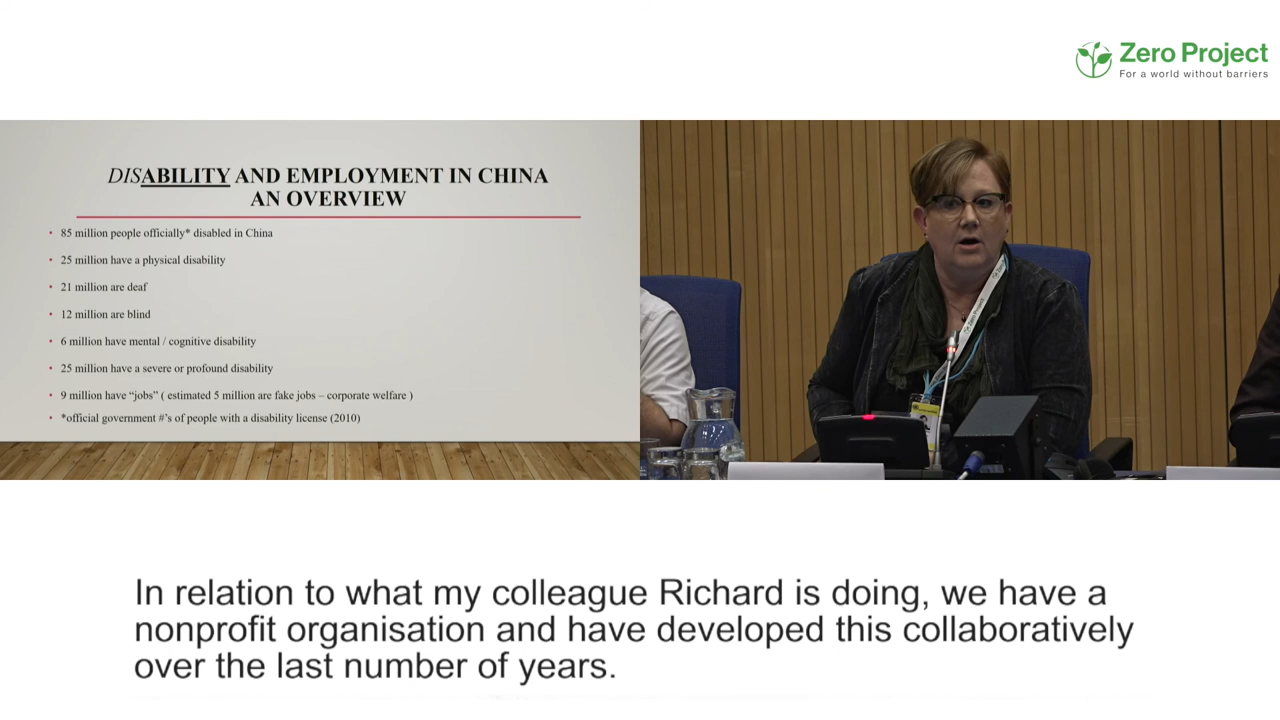 Zero Project
For a world without barriers
DISABILITY AND EMPLOYMENT IN CHINA
AN OVERVIEW
• 85 million people officially* disabled in China
• 25 million have a physical disability
• 21 million are deaf
• 12 million are blind
• 6 million have mental / cognitive disability
• 25 million have a severe or profound disability
• 9 million have “jobs” ( estimated 5 million are fake jobs – corporate welfare )
• *official government #’s of people with a disability license (2010)
In relation to what my colleague Richard is doing, we have a
nonprofit organisation and have developed this collaboratively
over the last number of years.